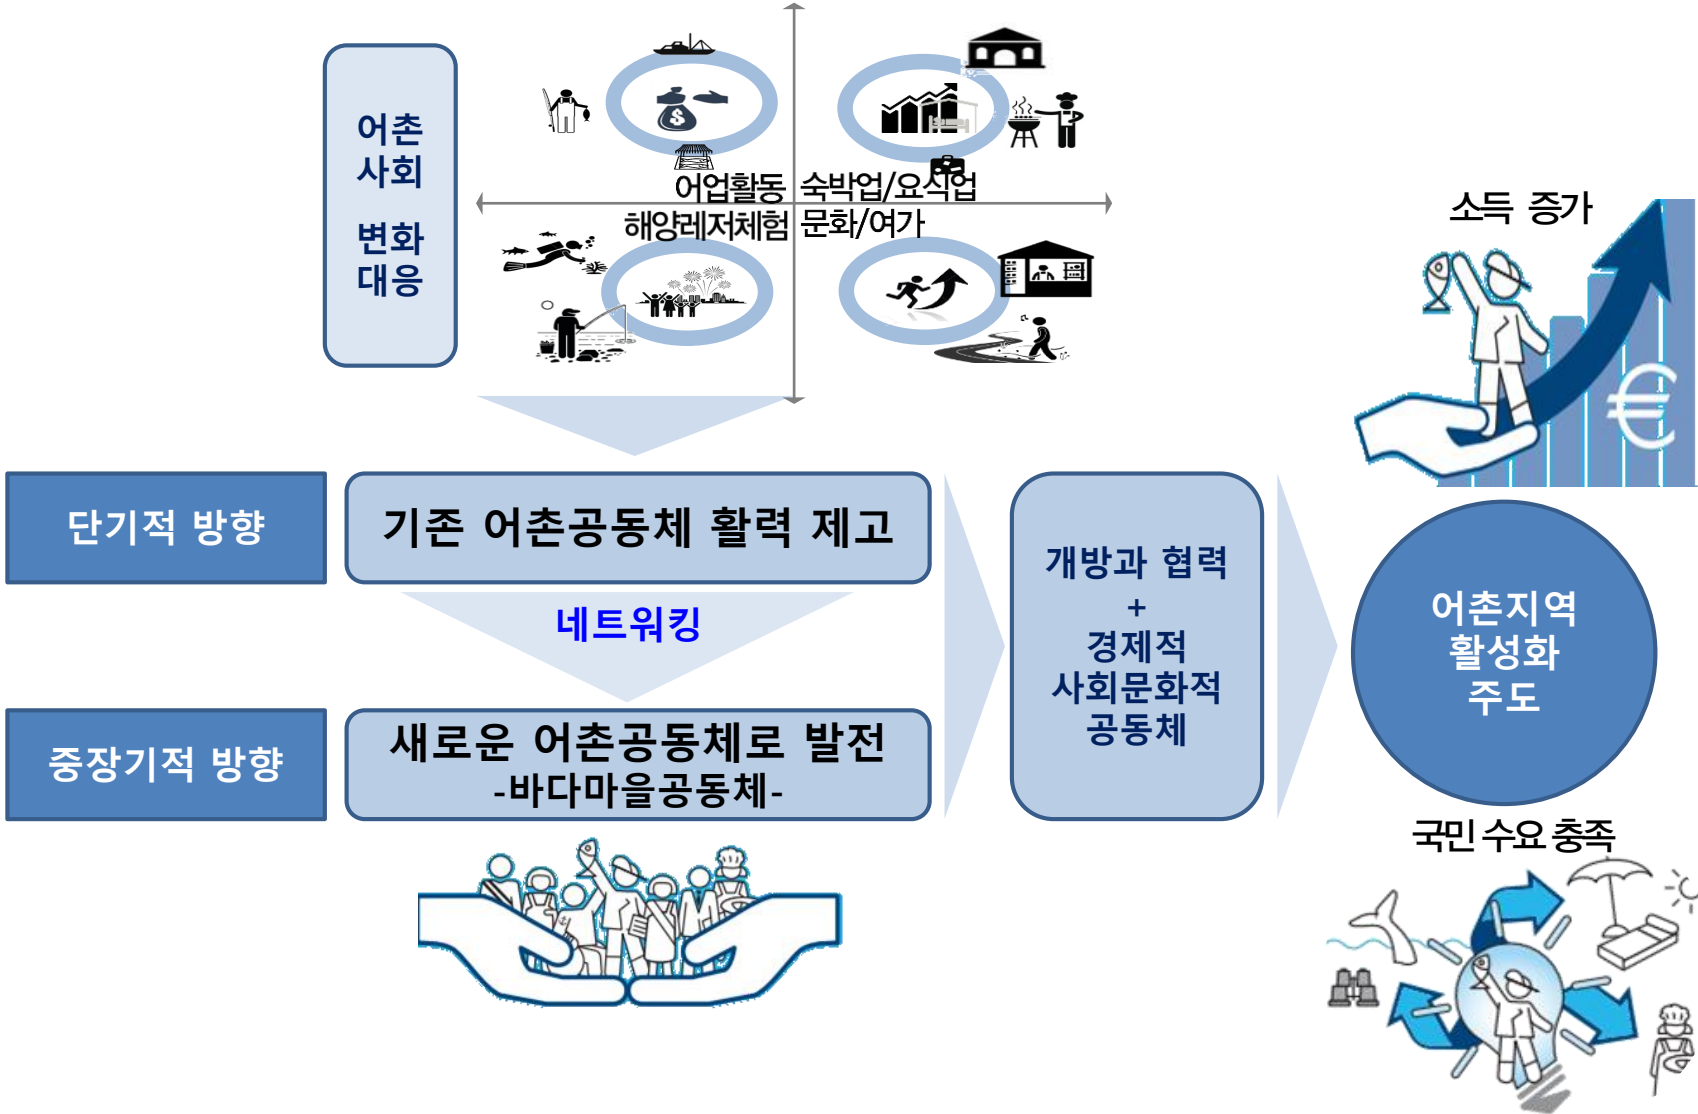 어촌
사회
변화
대응
어업활동
숙박업/요식업
해양레저체험
문화/여가
소득 증가
단기적 방향
기존 어촌공동체 활력 제고
네트워킹
중장기적 방향
새로운 어촌공동체로 발전
-바다마을공동체-
개방과 협력
+
경제적
사회문화적
공동체
어촌지역
활성화
주도
국민 수요 충족
$
€